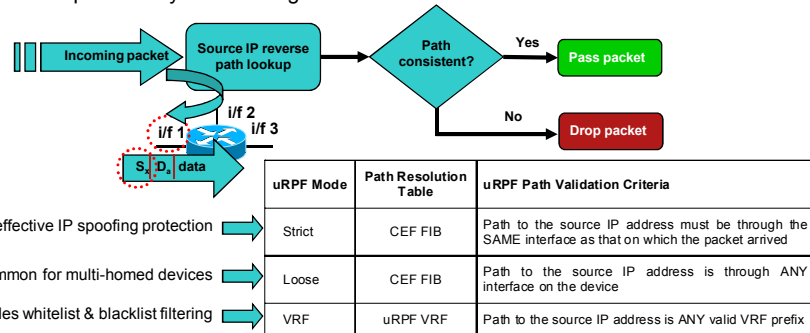 Incoming packet
Source IP reverse
path lookup
Path
consistent?
Yes
Pass packet
No
Drop packet
i/f 2
i/f 1
i/f 3
Sx Da data
uRPF Mode
Path Resolution
Table
uRPF Path Validation Criteria
effective IP spoofing protection
Strict
CEF FIB
Path to the source IP address must be through the
SAME interface as that on which the packet arrived
for multi-homed devices
Loose
CEF FIB
Path to the source IP address is through ANY
interface on the device
whitelist & blacklist filtering
VRF
uRPF VRF
Path to the source IP address is ANY valid VRF prefix